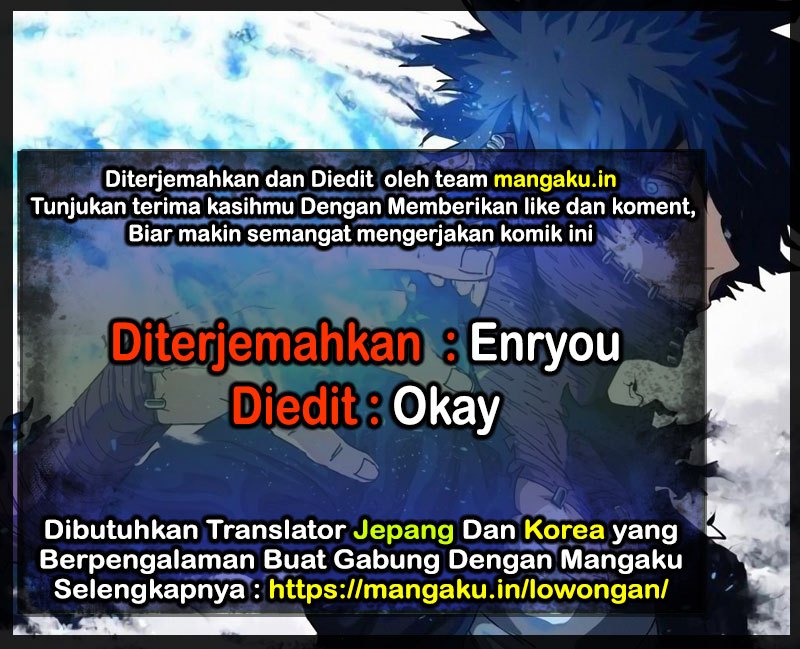 Diterjemahkan dan Diedit oleh team mangaku.in
Tunjukan terima kasihmu Dengan Memberikan like dan koment,
Biar makin semangat mengerjakan komik ini
Diterjemahkan : Enryou
Diedit : Okay
Dibutuhkan Translator Jepang Dan Korea yang
Berpengalaman Buat Gabung Dengan Mangaku
Selengkapnya : https://mangaku.in/lowongan/